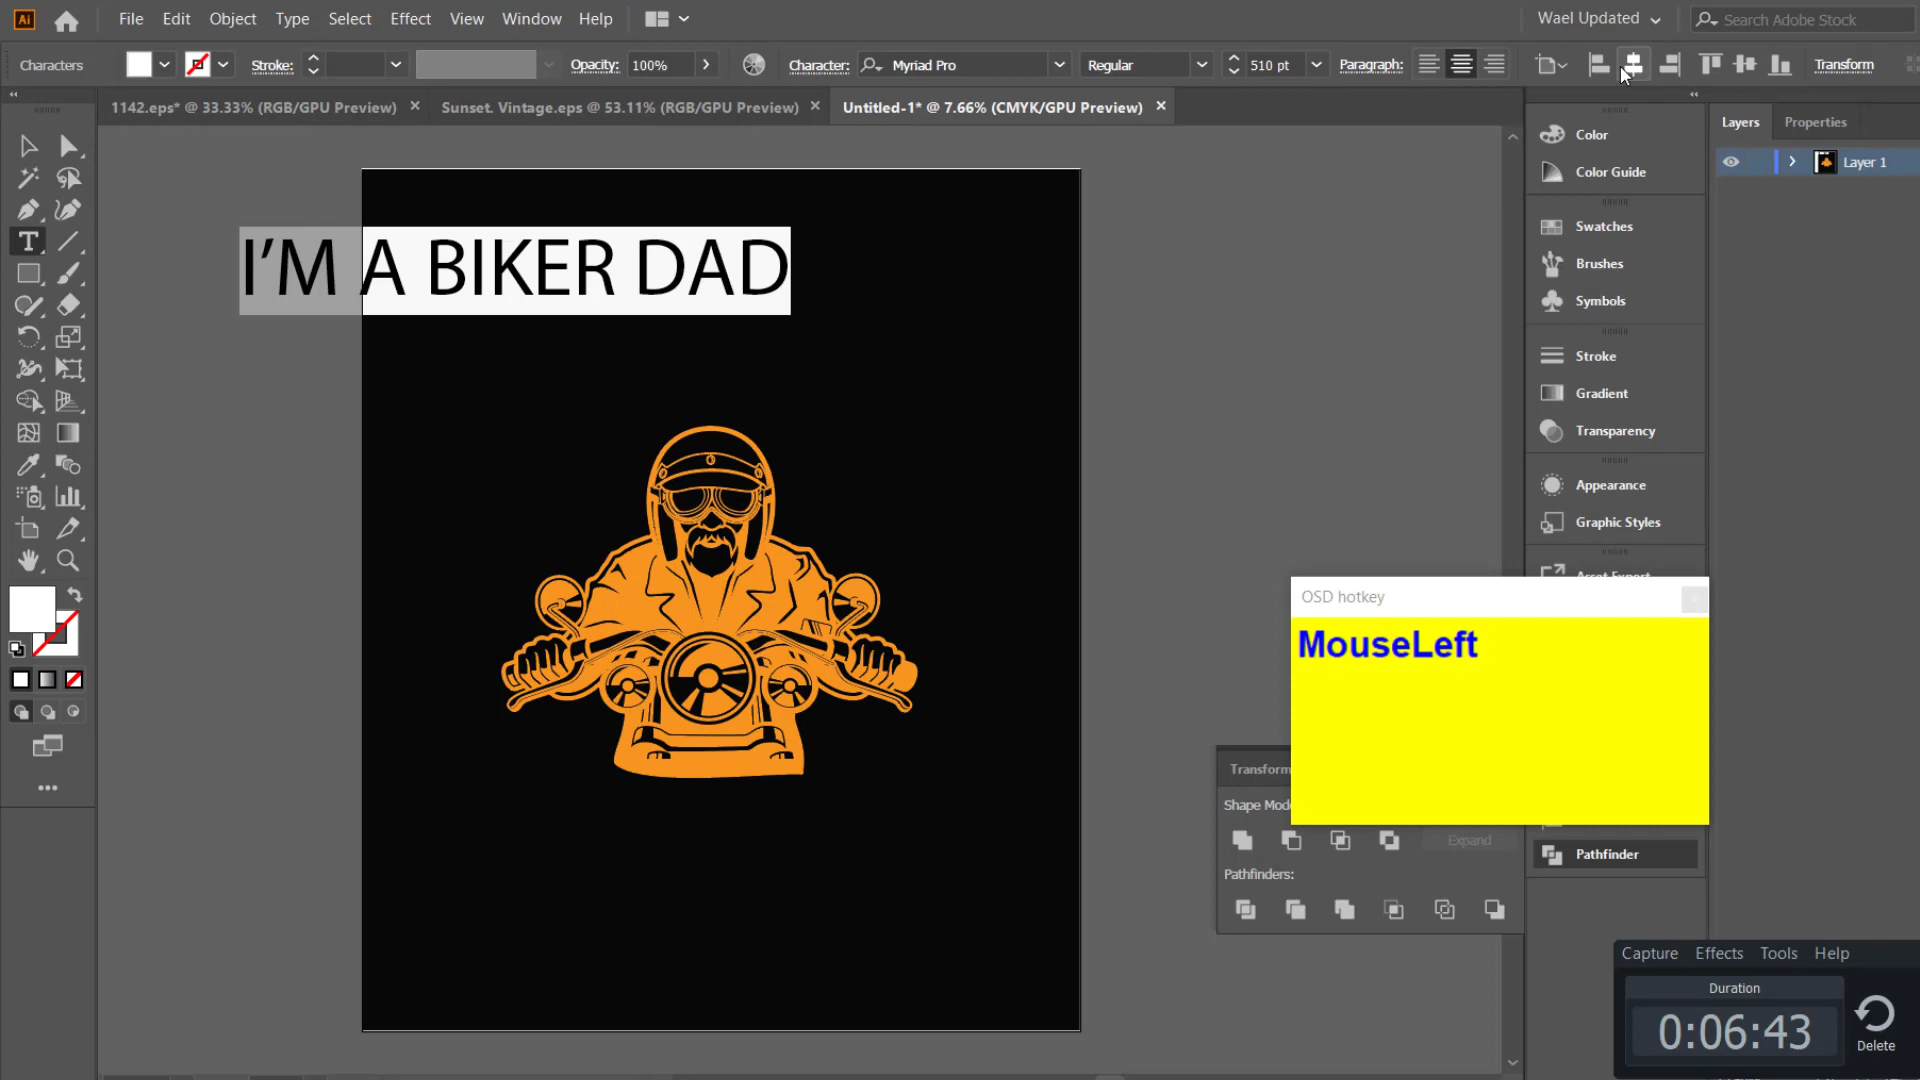 Ai File Edit Object Type Select Effect View Window Help Wael Updated Search Adobe Stock
Characters Stroke: Opacity: 100% Character: Myriad Pro Regular 510 pt Paragraph: Transform
1142.eps* @ 33.33% (RGB/GPU Preview) Sunset. Vintage.eps @ 53.11% (RGB/GPU Preview) Untitled-1* @ 7.66% (CMYK/GPU Preview)
Layers Properties
Layer 1
I’M A BIKER DAD
Color
Color Guide
Swatches
Brushes
Symbols
Stroke
Gradient
Transparency
Appearance
Graphic Styles
OSD hotkey
MouseLeft
Transform
Shape Mod
Expand
Pathfinders:
Pathfinder
Capture Effects Tools Help
Duration
0:06:43
Delete